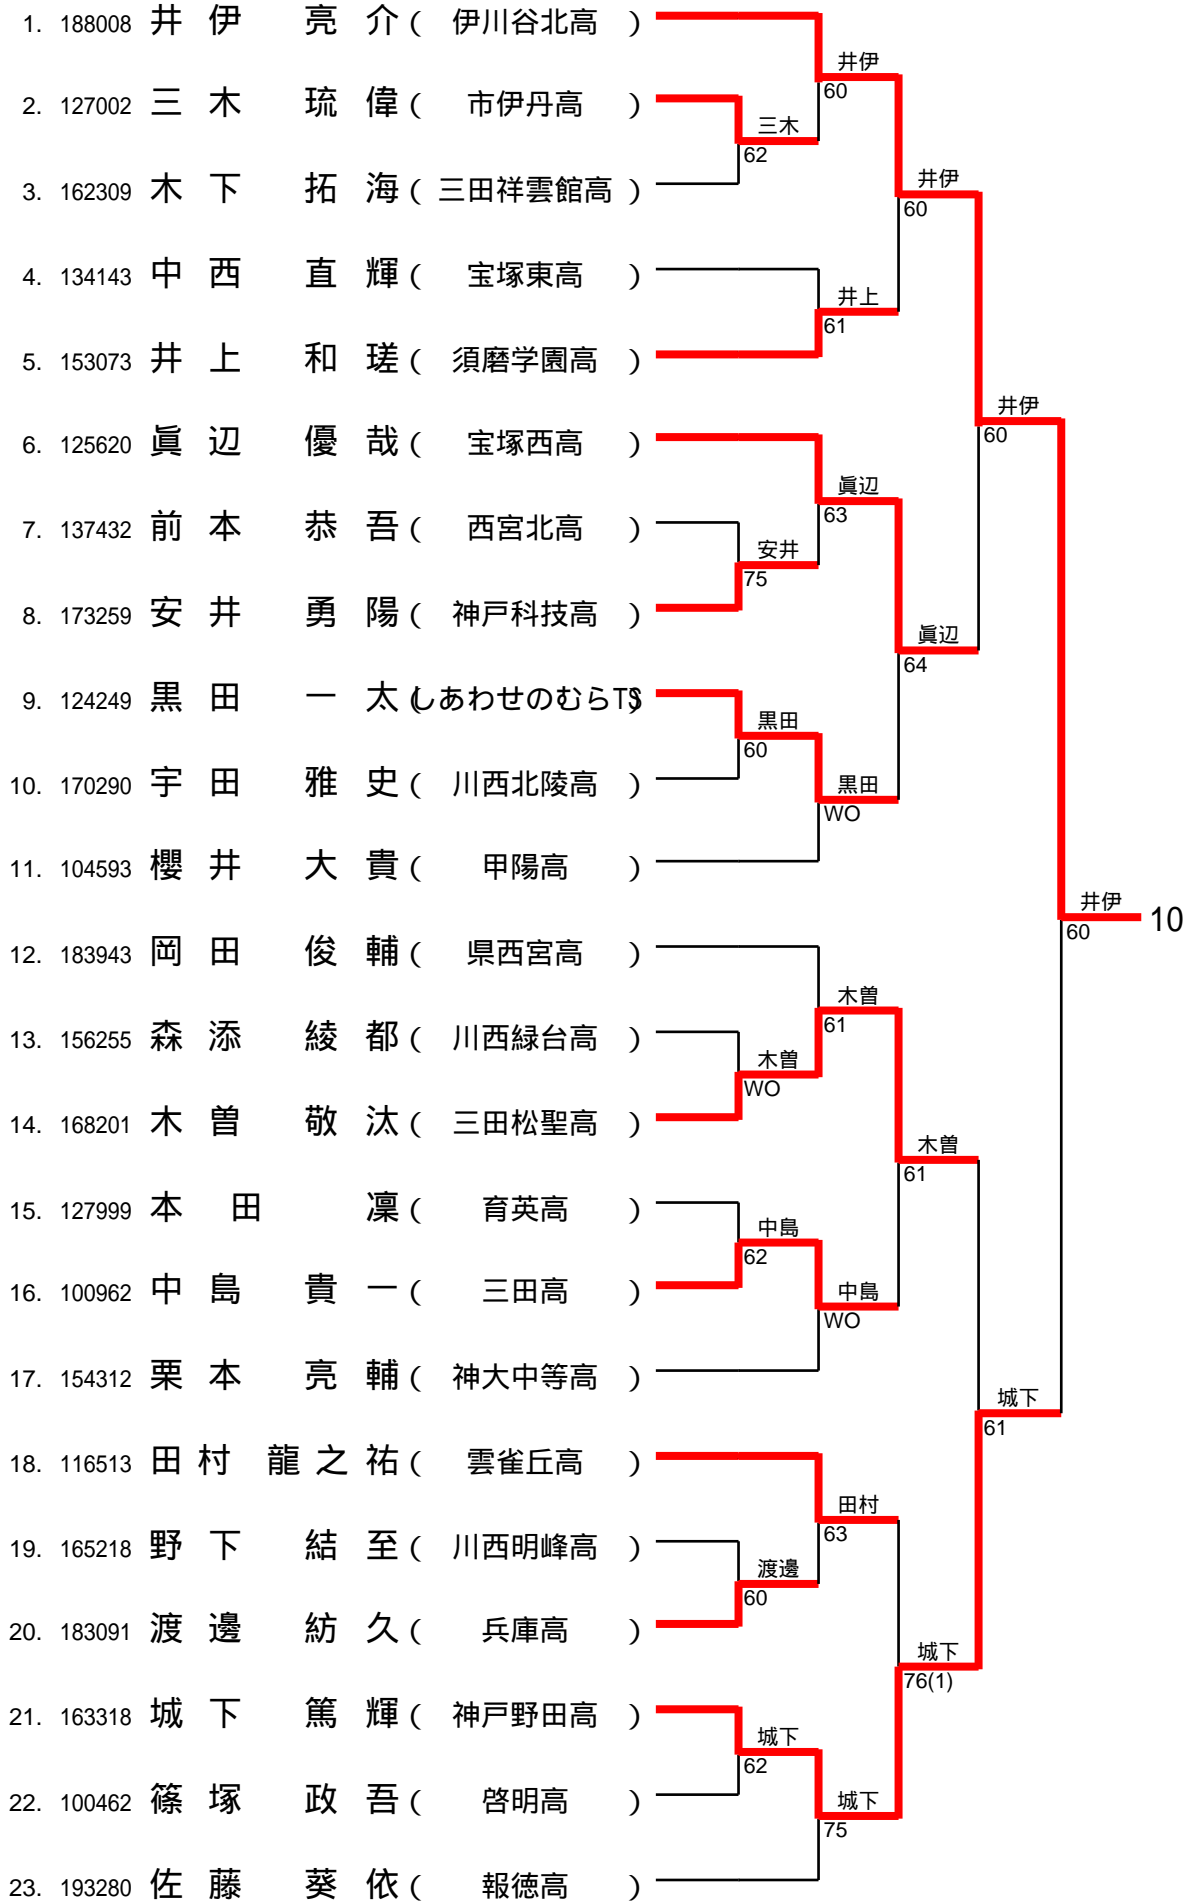 1. 188008 井 伊 亮 介 ( 伊川谷北高 )
井伊
60
2. 127002 三 木 琉 偉 ( 市伊丹高 )
三木
62
3. 162309 木 下 拓 海 ( 三田祥雲館高 )
井伊
60
4. 134143 中 西 直 輝 ( 宝塚東高 )
井上
61
5. 153073 井 上 和 瑳 ( 須磨学園高 )
井伊
60
6. 125620 眞 辺 優 哉 ( 宝塚西高 )
眞辺
63
7. 137432 前 本 恭 吾 ( 西宮北高 )
安井
75
8. 173259 安 井 勇 陽 ( 神戸科技高 )
眞辺
64
9. 124249 黒 田 一 太 (しあわせのむらTS)
黒田
60
10. 170290 宇 田 雅 史 ( 川西北陵高 )
黒田
WO
11. 104593 櫻 井 大 貴 ( 甲陽高 )
井伊
60
10
12. 183943 岡 田 俊 輔 ( 県西宮高 )
木曽
61
13. 156255 森 添 綾 都 ( 川西緑台高 )
木曽
WO
14. 168201 木 曽 敬 汰 ( 三田松聖高 )
木曽
61
15. 127999 本 田 凜 ( 育英高 )
中島
62
16. 100962 中 島 貴 一 ( 三田高 )
中島
WO
17. 154312 栗 本 亮 輔 ( 神大中等高 )
城下
61
18. 116513 田 村 龍 之 祐 ( 雲雀丘高 )
田村
63
19. 165218 野 下 結 至 ( 川西明峰高 )
渡邊
60
20. 183091 渡 邊 紡 久 ( 兵庫高 )
城下
76(1)
21. 163318 城 下 篤 輝 ( 神戸野田高 )
城下
62
22. 100462 篠 塚 政 吾 ( 啓明高 )
城下
75
23. 193280 佐 藤 葵 依 ( 報徳高 )